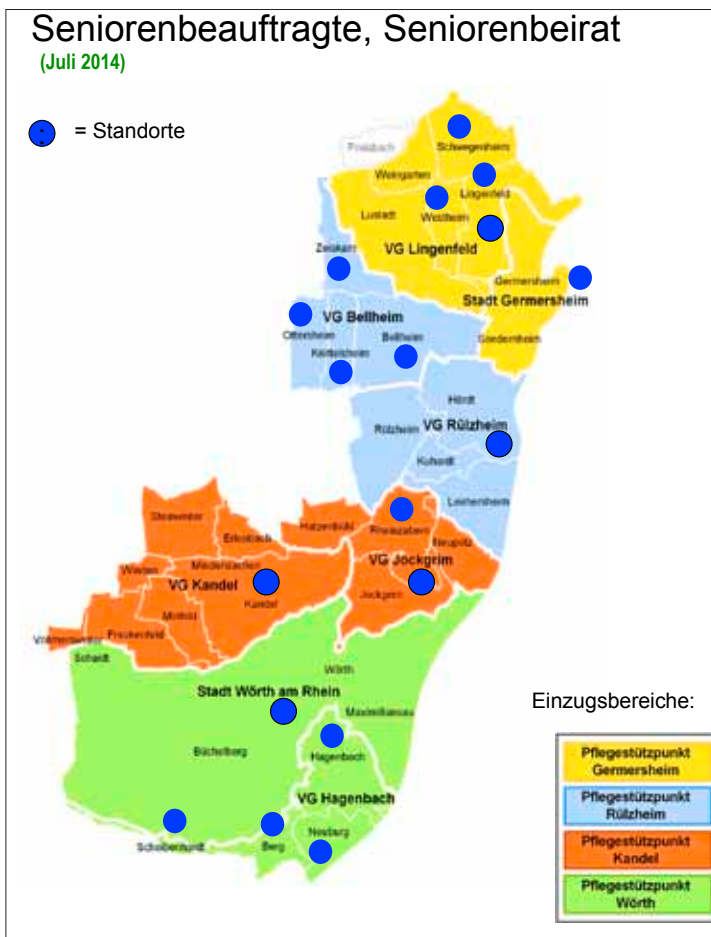 Seniorenbeauftragte, Seniorenbeirat
(Juli 2014)
= Standorte
Freisbach
Schwegenheim
Weingarten
Lingenfeld
Lustadt
Westheim
VG Lingenfeld
Zeiskam
Germersheim
Stadt Germersheim
VG Bellheim
Ottersheim
Bellheim
Knittelsheim
Sondernheim
Hördt
Rülzheim
VG Rülzheim
Kuhardt
Leimersheim
Steinweiler
Hatzenbühl
Rheinzabern
Erlenbach
Neupotz
Winden
VG Jockgrim
VG Kandel
Kandel
Jockgrim
Minfeld
Freckenfeld
Vollmersweiler
Schaidt
Wörth
Stadt Wörth am Rhein
Maximiliansau
Einzugsbereiche:
Büchelberg
Hagenbach
VG Hagenbach
Scheibenhardt
Berg
Neuburg
Pflegestützpunkt
Germersheim
Pflegestützpunkt
Rülzheim
Pflegestützpunkt
Kandel
Pflegestützpunkt
Wörth